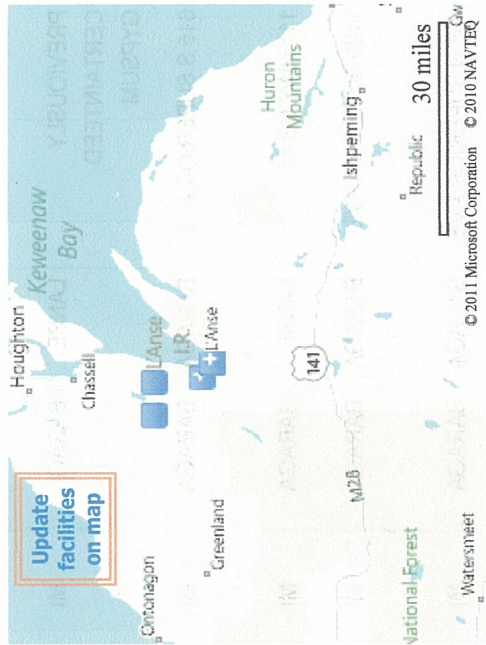 Update
facilities
on map
Houghton
Keweenaw
Bay
Chassell
Ontonagon
L'Anse
I.R.
L'Anse
Greenland
Huron
Mountains
141
M28
Ishpeming
National Forest
Republic
30 miles
Watersmeet
Gw
© 2011 Microsoft Corporation © 2010 NAVTEQ